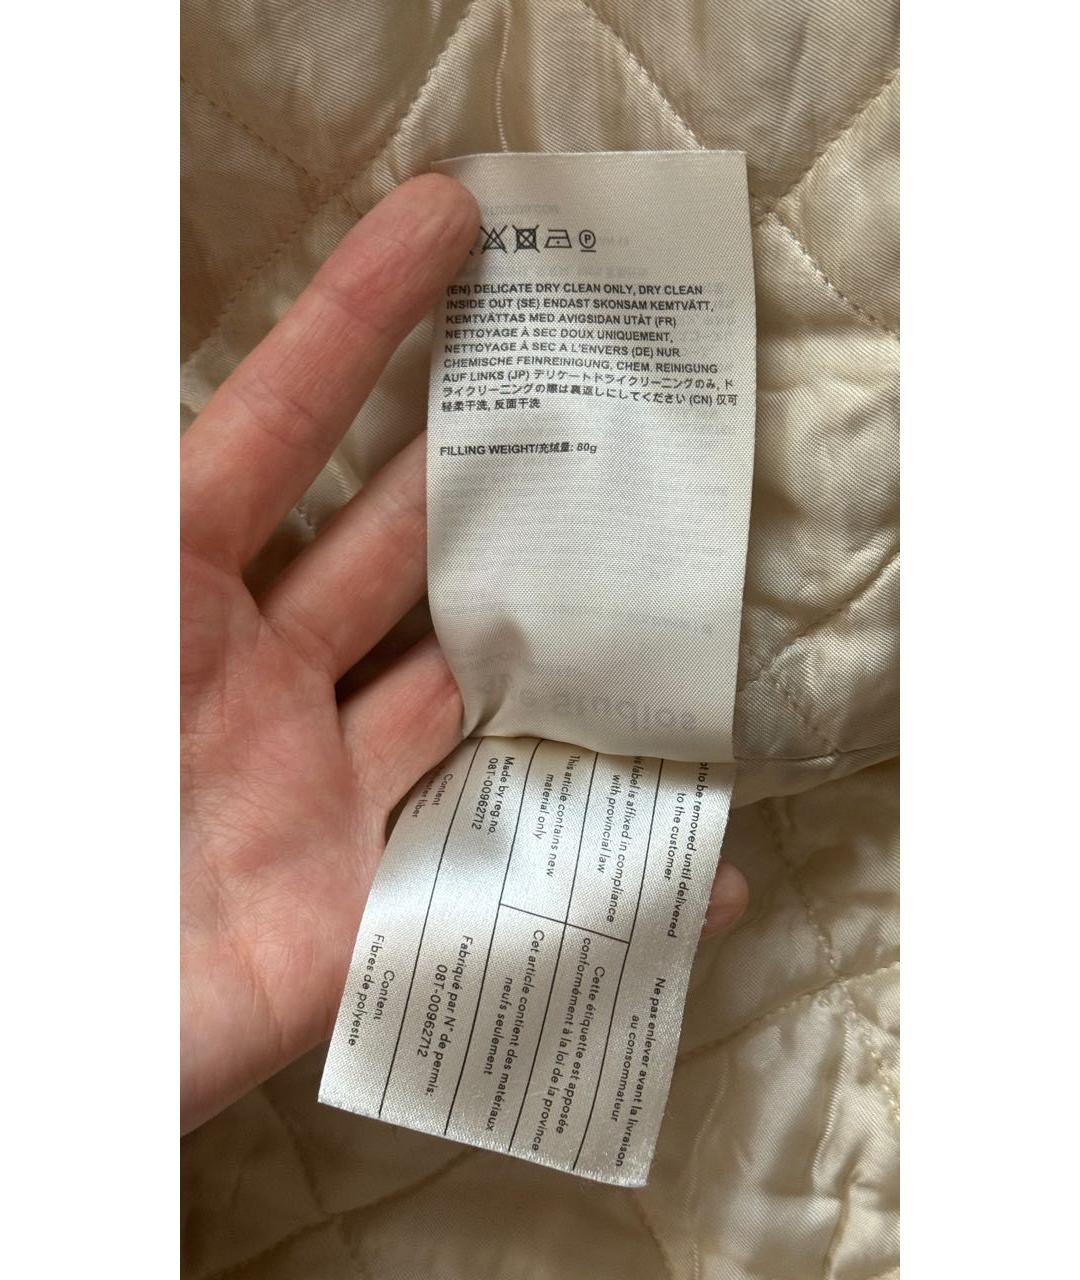 P
(EN) DELICATE DRY CLEAN ONLY, DRY CLEAN
INSIDE OUT (SE) ENDAST SKONSAM KEMTVÄTT,
KEMTVÄTTAS MED AVIGSIDAN UTÅT (FR)
NETTOYAGE À SEC DOUX UNIQUEMENT,
NETTOYAGE À SEC A L'ENVERS (DE) NUR
CHEMISCHE FEINREINIGUNG, CHEM. REINIGUNG
AUF LINKS (JP) デリケートドライクリーニングのみ, ド
ライクリーニングの際は裏返しにしてください (CN) 仅可
轻柔干洗, 反面干洗
FILLING WEIGHT/充绒量: 80g
to be removed until delivered
to the customer
label is affixed in compliance
with provincial law
This article contains new
material only
Made by reg.no.
08T-00962712
Content
fiber
Ne pas enlever avant la livraison
au consommateur
Cette étiquette est apposée
conformément à la loi de la province
Cet article contient des matériaux
neufs seulement
Fabriqué par N° de permis:
08T-00962712
Contenu
Fibres de polyeste